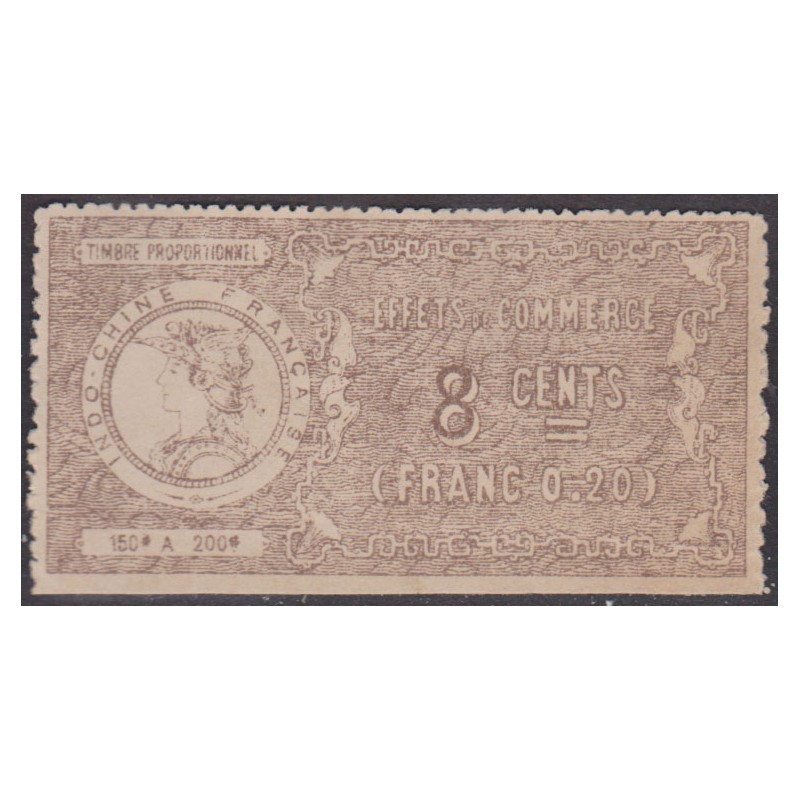 TIMBRE PROPORTIONNEL
INDO-CHINE FRANÇAISE
150$ A 200$
EFFETS DE COMMERCE
8 CENTS =
(FRANC 0.20)